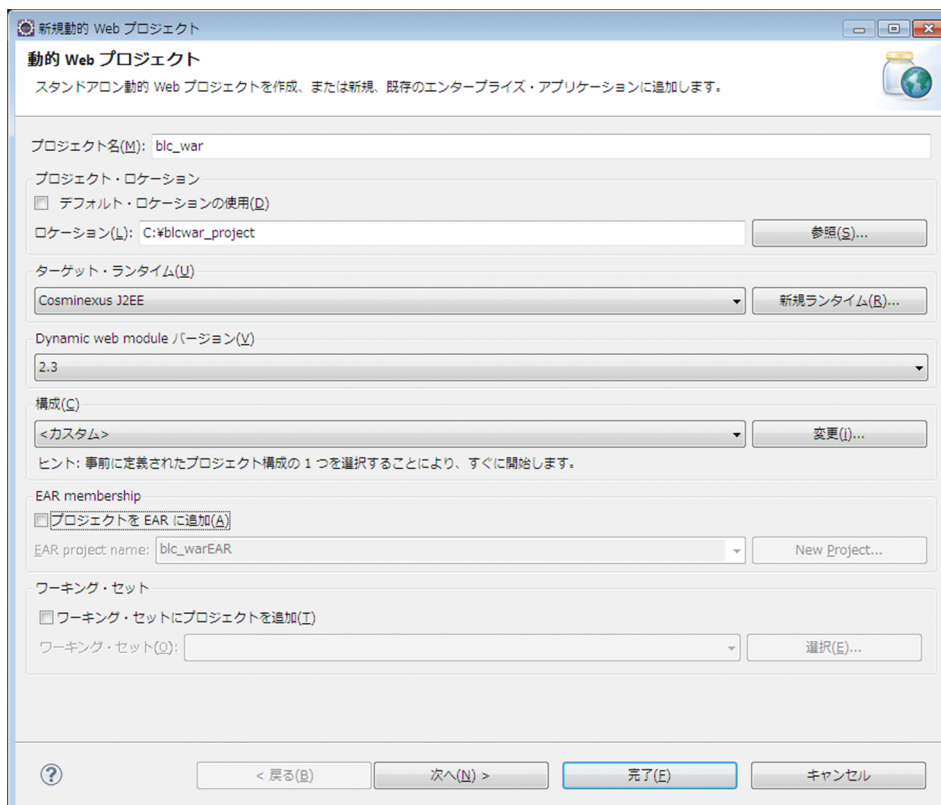 新規動的 Web プロジェクト
動的 Web プロジェクト
スタンドアロン動的 Web プロジェクトを作成、または新規、既存のエンタープライズ・アプリケーションに追加します。
プロジェクト名(M): blc_war
プロジェクト・ロケーション
デフォルト・ロケーションの使用(D)
ロケーション(L): C:¥blcwar_project 参照(S)...
ターゲット・ランタイム(U)
Cosminexus J2EE 新規ランタイム(R)...
Dynamic web module バージョン(V)
2.3
構成(C)
<カスタム> 変更(i)...
ヒント: 事前に定義されたプロジェクト構成の 1 つを選択することにより、すぐに開始します。
EAR membership
プロジェクトを EAR に追加(A)
EAR project name: blc_warEAR New Project...
ワーキング・セット
ワーキング・セットにプロジェクトを追加(T)
ワーキング・セット(O): 選択(E)...
? < 戻る(B) 次へ(N) > 完了(F) キャンセル